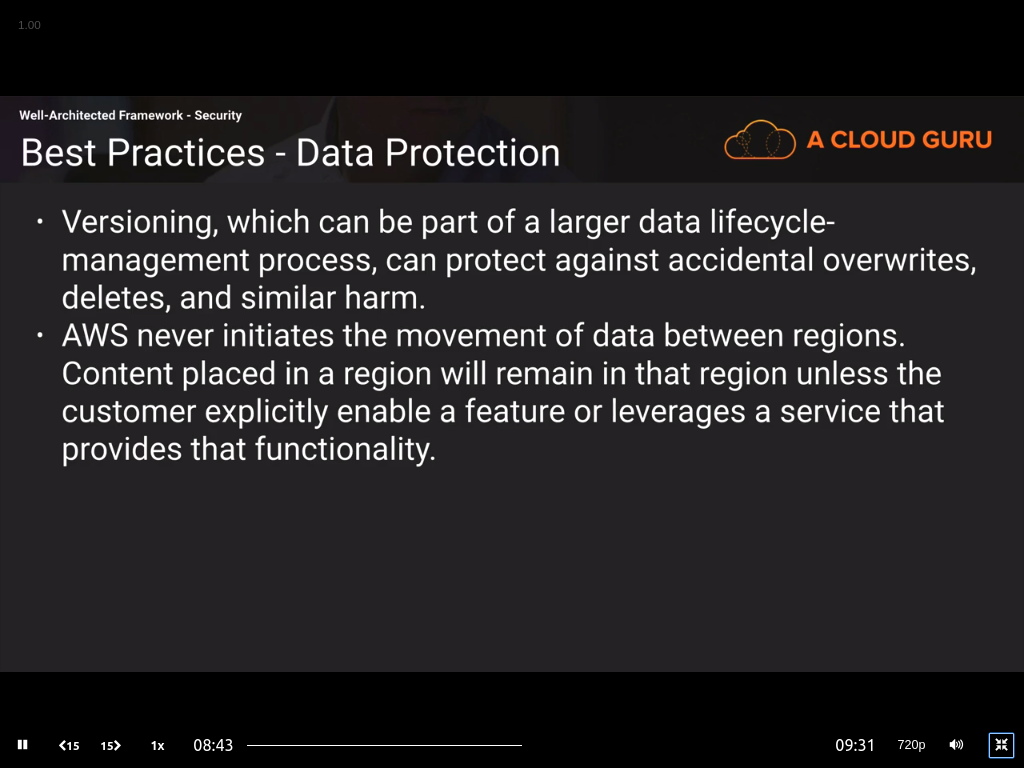 1.00
Well-Architected Framework - Security
Best Practices - Data Protection
A CLOUD GURU
• Versioning, which can be part of a larger data lifecycle-
management process, can protect against accidental overwrites,
deletes, and similar harm.
• AWS never initiates the movement of data between regions.
Content placed in a region will remain in that region unless the
customer explicitly enable a feature or leverages a service that
provides that functionality.
15 15 1x 08:43 09:31 720p